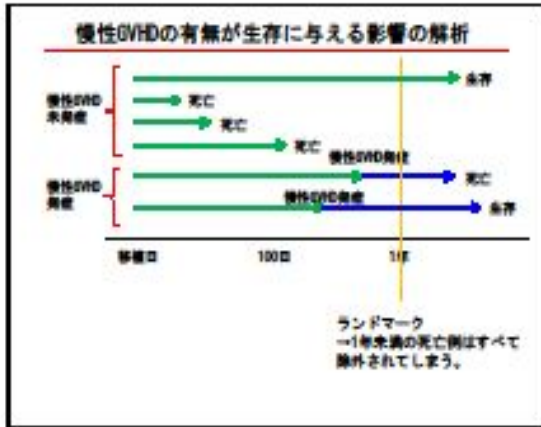 慢性GVHDの有無が生存に与える影響の解析
生存
慢性GVHD
未発症
死亡
死亡
死亡
慢性GVHD発症
慢性GVHD
発症
死亡
慢性GVHD発症
生存
移植日
100日
1年
ランドマーク
→1年未満の死亡例はすべて
除外されてしまう。